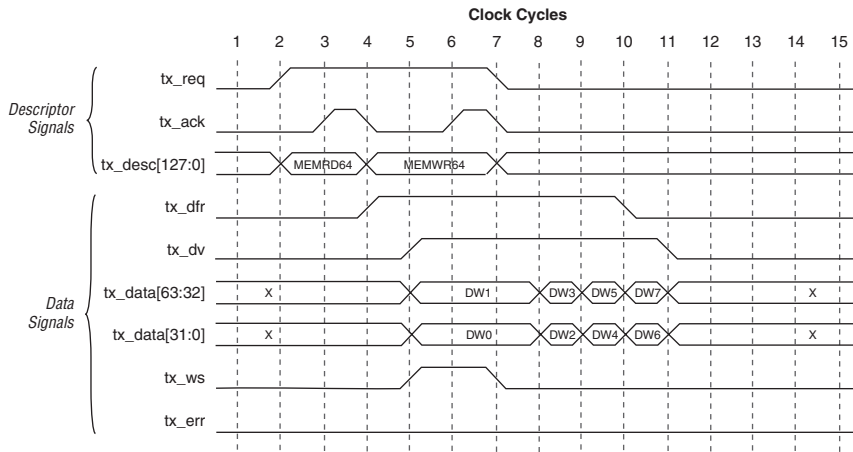 Clock Cycles
1 2 3 4 5 6 7 8 9 10 11 12 13 14 15
tx_req
Descriptor
Signals
tx_ack
tx_desc[127:0] MEMRD64 MEMWR64
tx_dfr
tx_dv
tx_data[63:32] X DW1 DW3 DW5 DW7 X
Data
Signals
tx_data[31:0] X DW0 DW2 DW4 DW6 X
tx_ws
tx_err